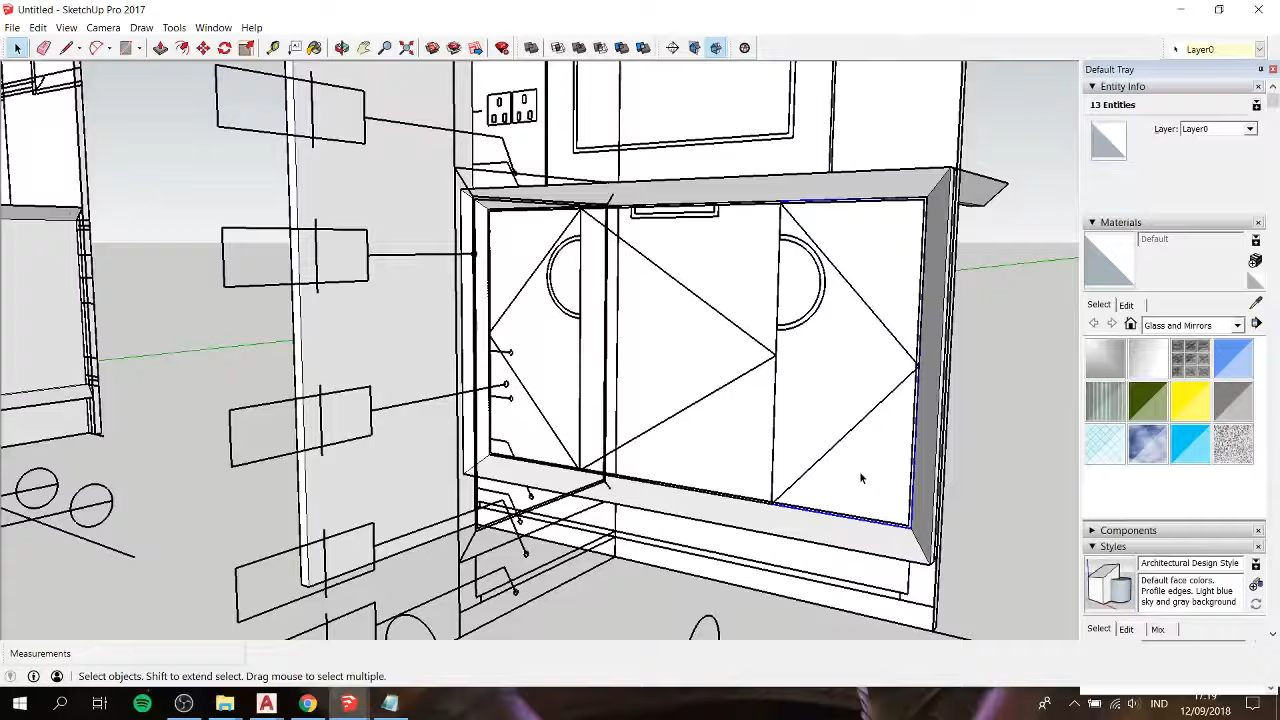 Untitled - SketchUp Pro 2017
File Edit View Camera Draw Tools Window Help
Layer0
Default Tray
Entity Info
13 Entities
Layer: Layer0
Materials
Default
Select Edit
Glass and Mirrors
Components
Styles
Architectural Design Style
Default face colors.
Profile edges. Light blue
sky and gray background
Select Edit Mix
Measurements
Select objects. Shift to extend select. Drag mouse to select multiple.
IND
17:19
12/09/2018